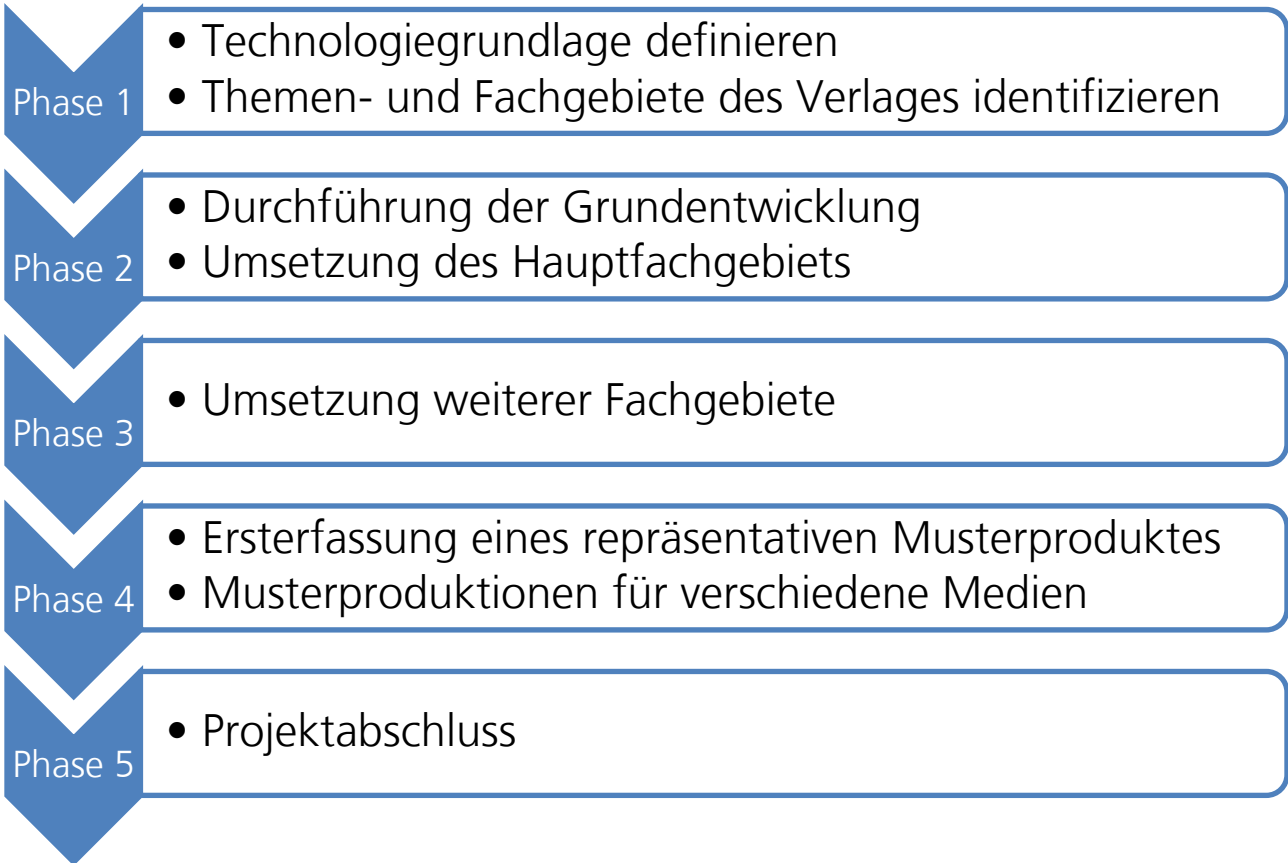 Phase 1
• Technologiegrundlage definieren
• Themen- und Fachgebiete des Verlages identifizieren
Phase 2
• Durchführung der Grundentwicklung
• Umsetzung des Hauptfachgebiets
Phase 3
• Umsetzung weiterer Fachgebiete
Phase 4
• Ersterfassung eines repräsentativen Musterproduktes
• Musterproduktionen für verschiedene Medien
Phase 5
• Projektabschluss